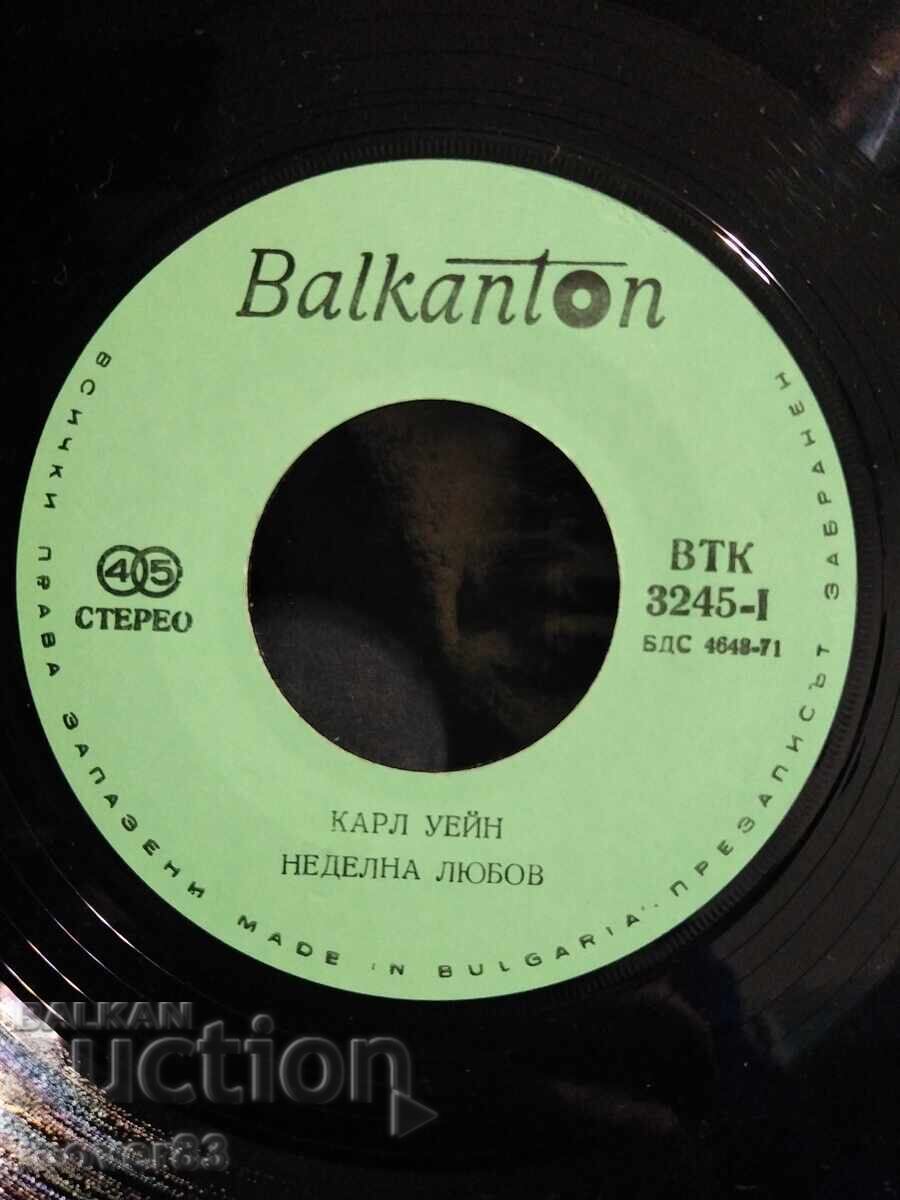 Balkanton
45
СТЕРЕО
ВТК
3245-I
БДС 4648-71
КАРЛ УЕЙН
НЕДЕЛНА ЛЮБОВ
ВСИЧКИ ПРАВА ЗАПАЗЕНИ MADE IN BULGARIA. ПРЕЗАПИСЪТ ЗАБРАНЕН
BALKAN
Auction